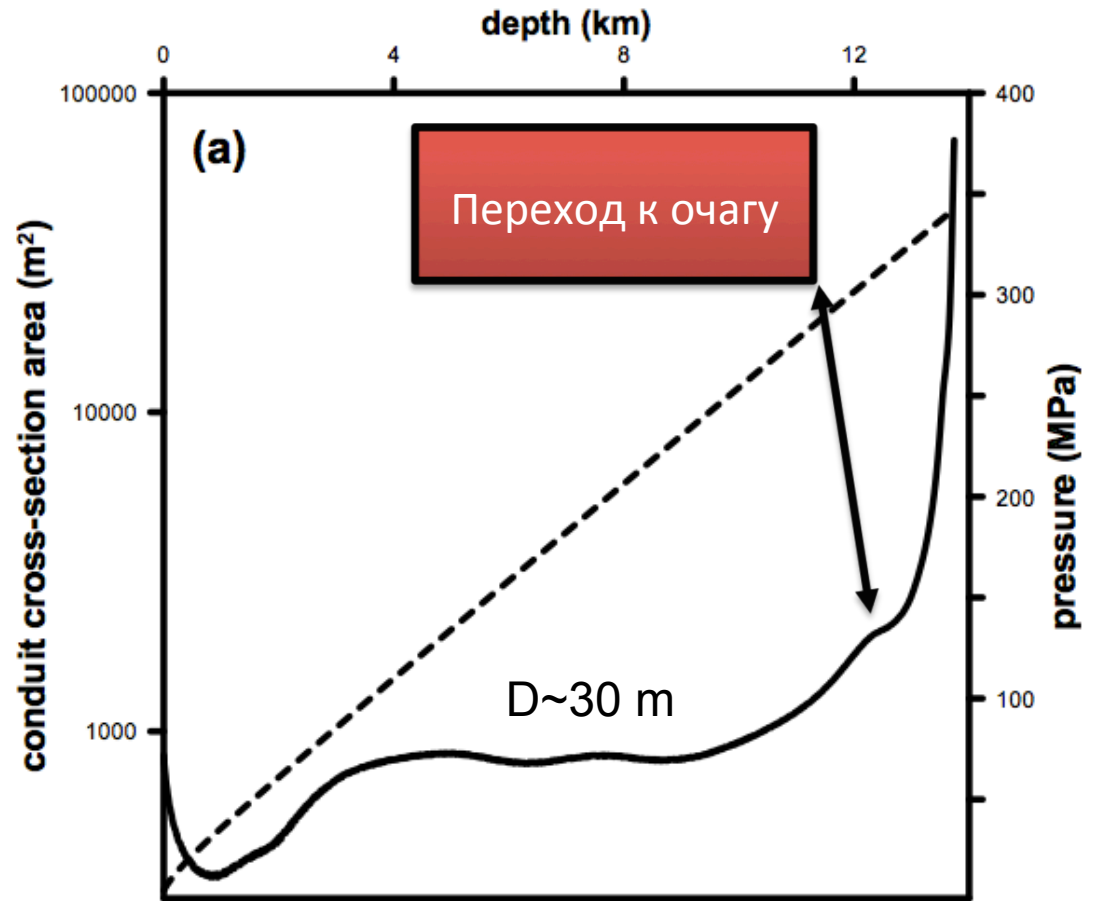 depth (km)
0 4 8 12
100000
10000
1000
conduit cross-section area (m²)
(a)
Переход к очагу
D~30 m
400
300
200
100
pressure (MPa)